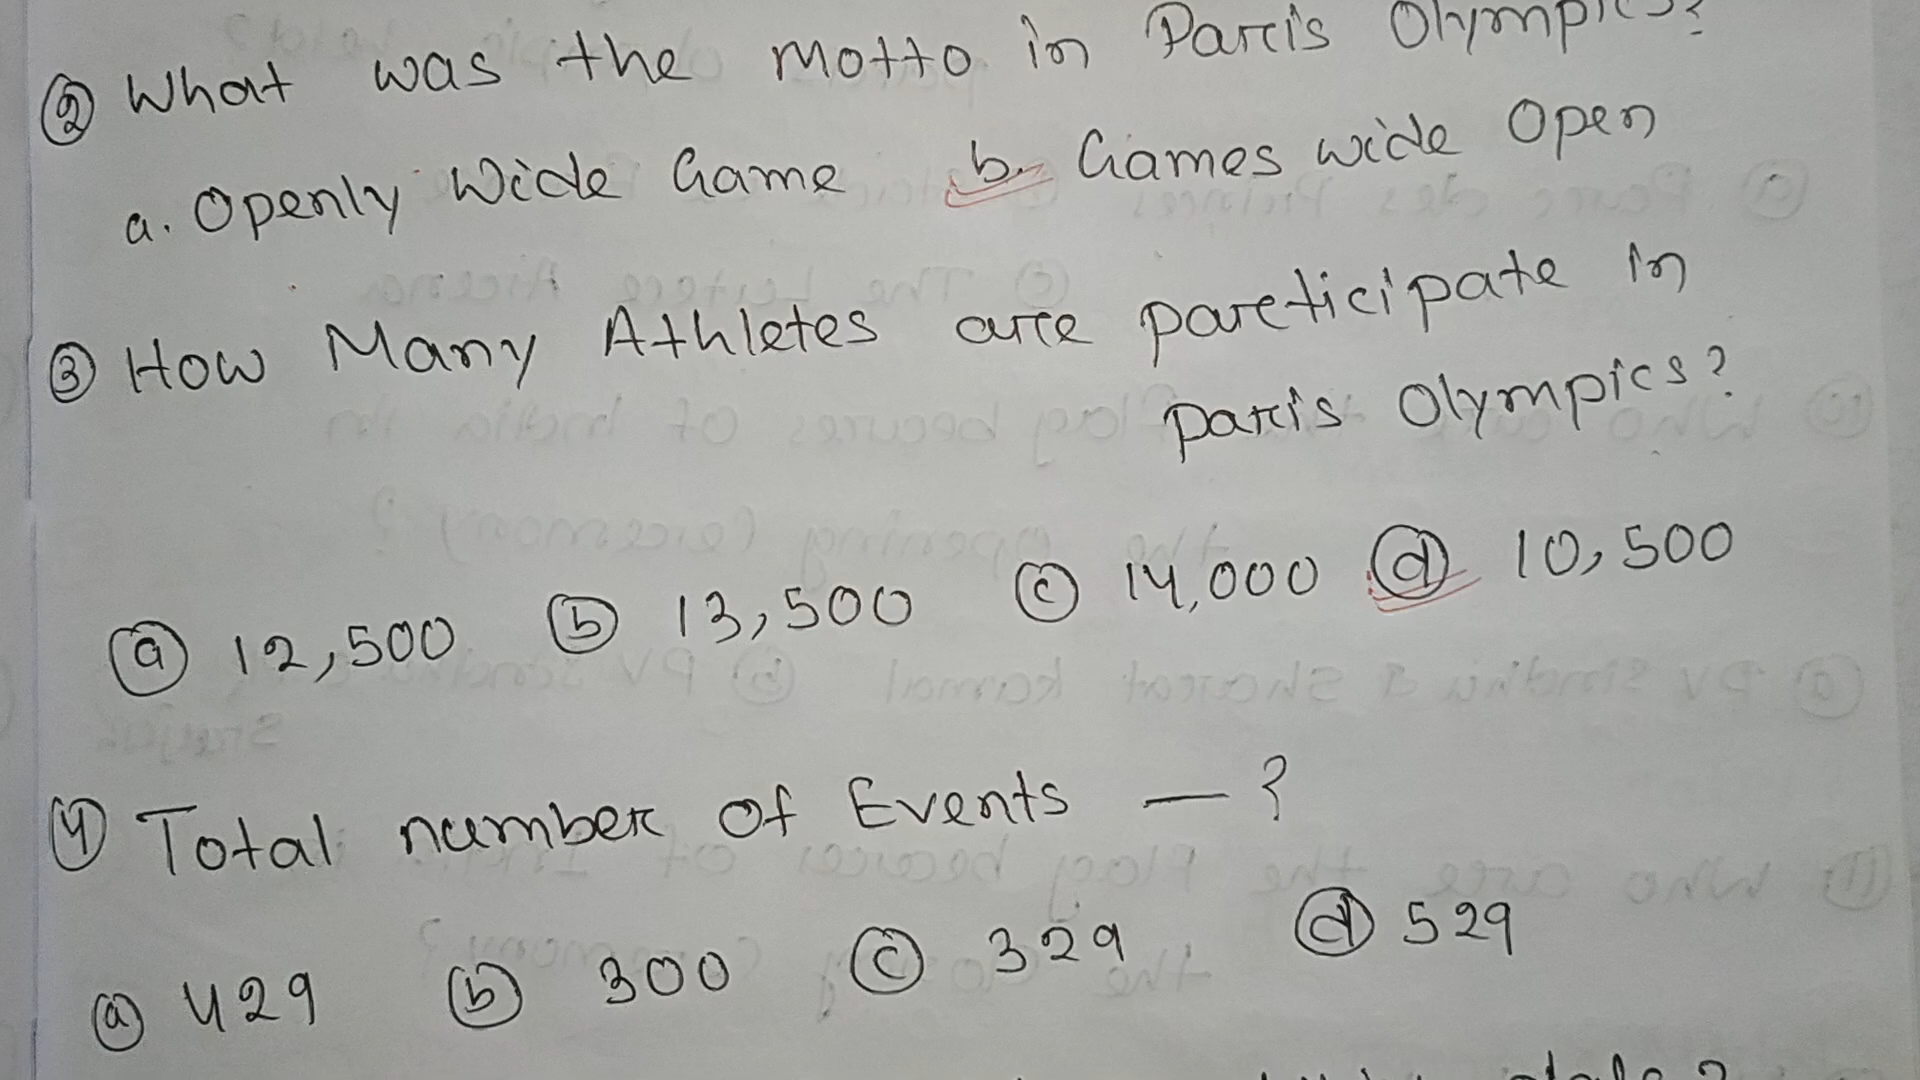 ② What was the Motto in Paris Olympics?
a. Openly Wide Game b. Games wide Open
③ How Many Athletes are participate in
paris Olympics?
ⓐ 12,500 ⓑ 13,500 ⓒ 14,000 ⓓ 10,500
④ Total number of Events — ?
ⓐ 429 ⓑ 300 ⓒ 329 ⓓ 529